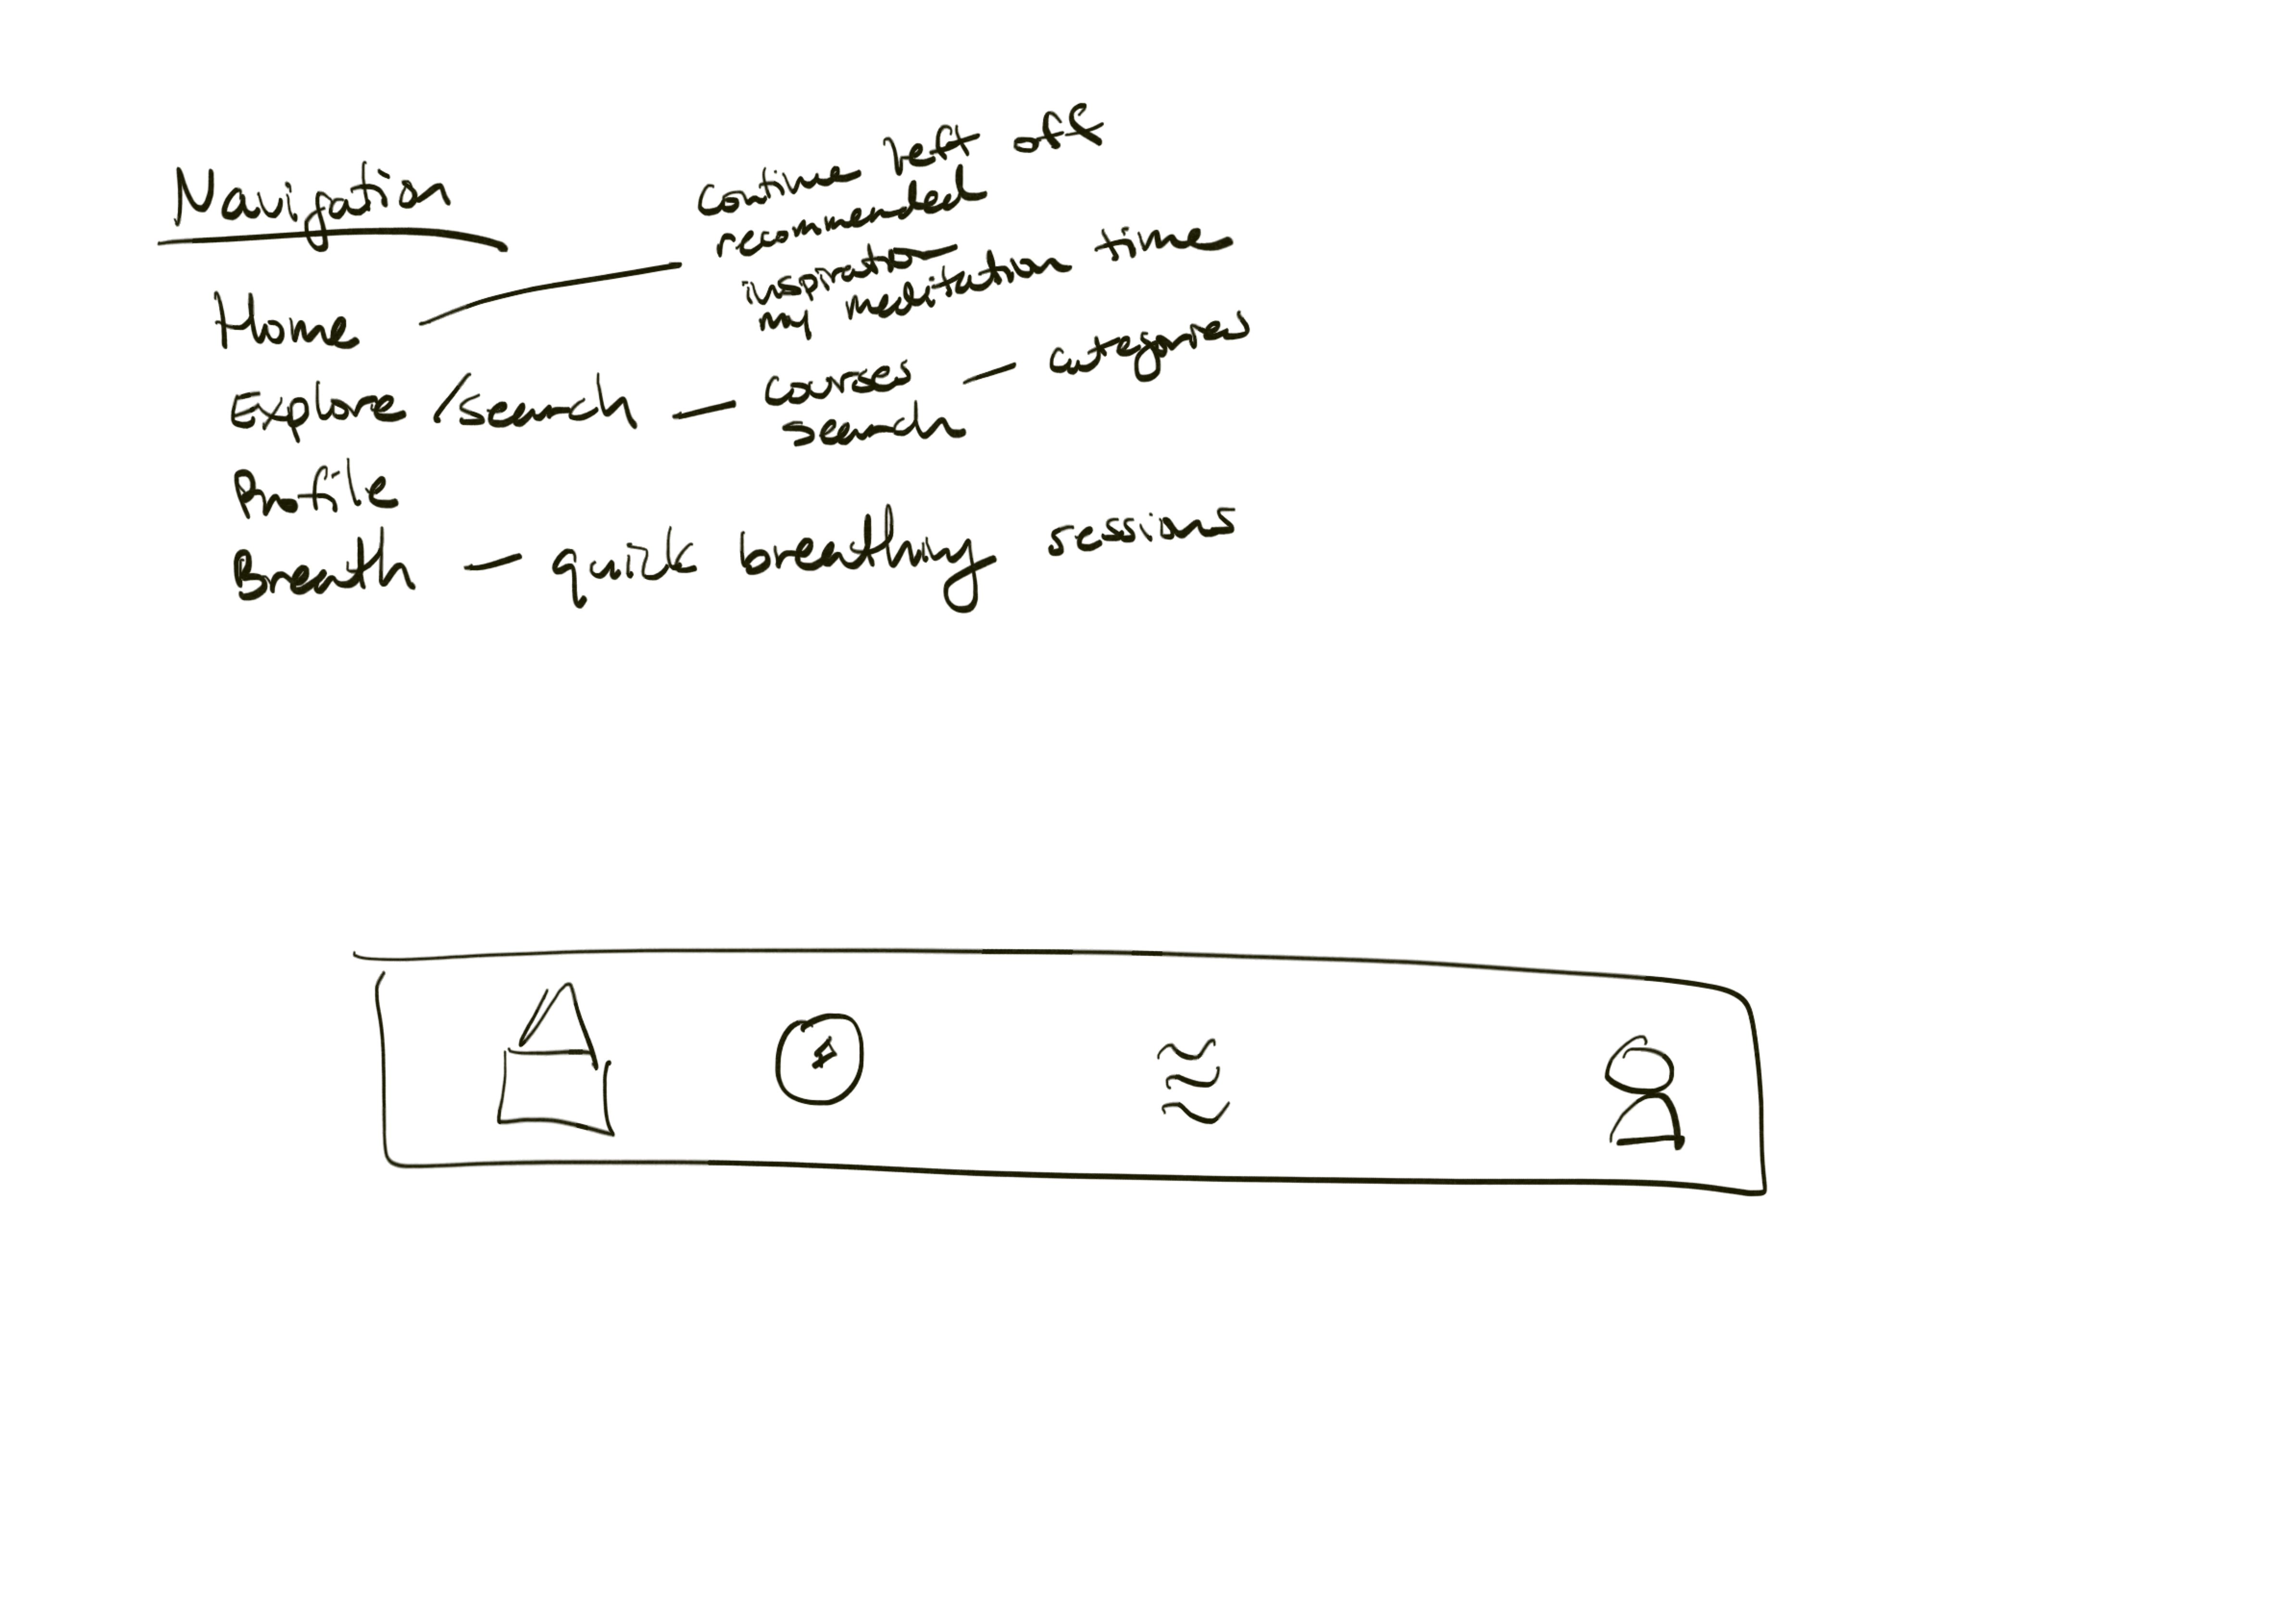 Navigation
Home — continue left off
recommended
inspiration
my meditation time
Explore /search — courses — categories
search
Profile
Breath — quick breathing sessions